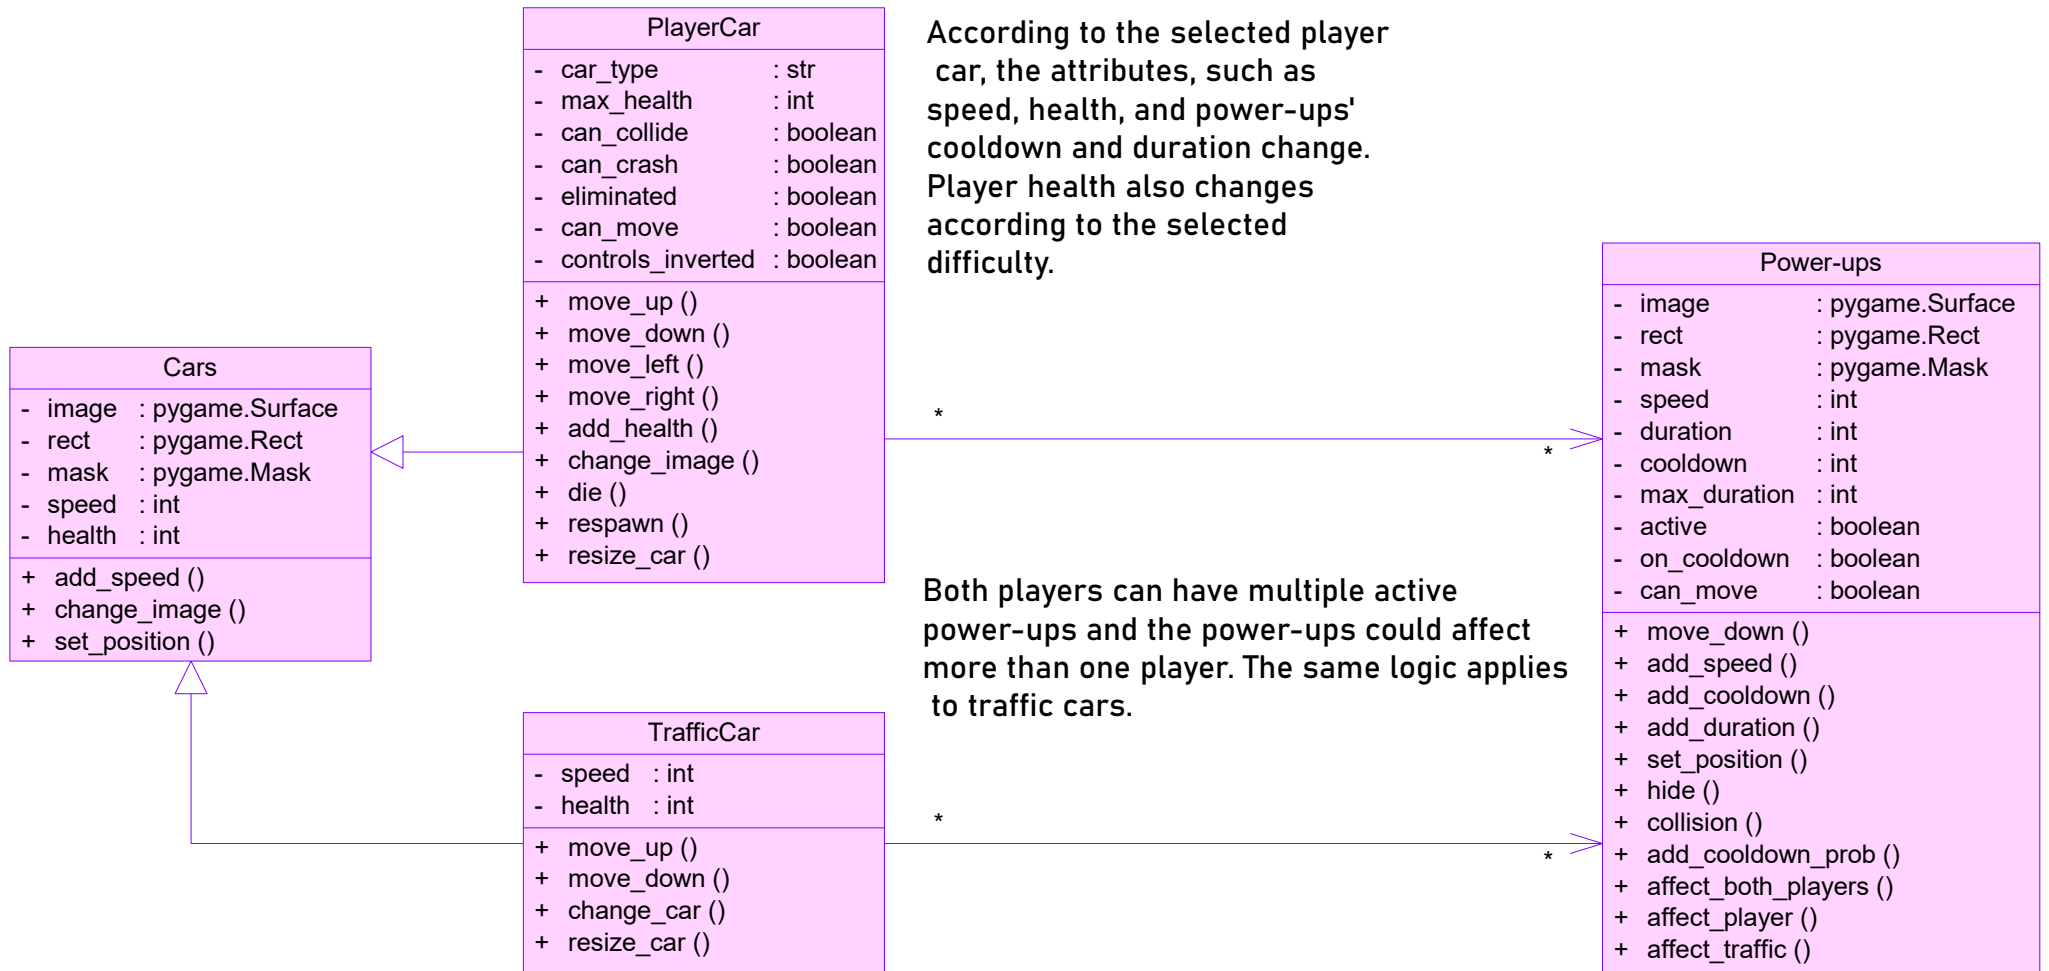 PlayerCar
- car_type : str
- max_health : int
- can_collide : boolean
- can_crash : boolean
- eliminated : boolean
- can_move : boolean
- controls_inverted : boolean
+ move_up ()
+ move_down ()
+ move_left ()
+ move_right ()
+ add_health ()
+ change_image ()
+ die ()
+ respawn ()
+ resize_car ()
According to the selected player
car, the attributes, such as
speed, health, and power-ups'
cooldown and duration change.
Player health also changes
according to the selected
difficulty.
Cars
- image : pygame.Surface
- rect : pygame.Rect
- mask : pygame.Mask
- speed : int
- health : int
+ add_speed ()
+ change_image ()
+ set_position ()
*
*
Both players can have multiple active
power-ups and the power-ups could affect
more than one player. The same logic applies
to traffic cars.
TrafficCar
- speed : int
- health : int
+ move_up ()
+ move_down ()
+ change_car ()
+ resize_car ()
*
*
Power-ups
- image : pygame.Surface
- rect : pygame.Rect
- mask : pygame.Mask
- speed : int
- duration : int
- cooldown : int
- max_duration : int
- active : boolean
- on_cooldown : boolean
- can_move : boolean
+ move_down ()
+ add_speed ()
+ add_cooldown ()
+ add_duration ()
+ set_position ()
+ hide ()
+ collision ()
+ add_cooldown_prob ()
+ affect_both_players ()
+ affect_player ()
+ affect_traffic ()